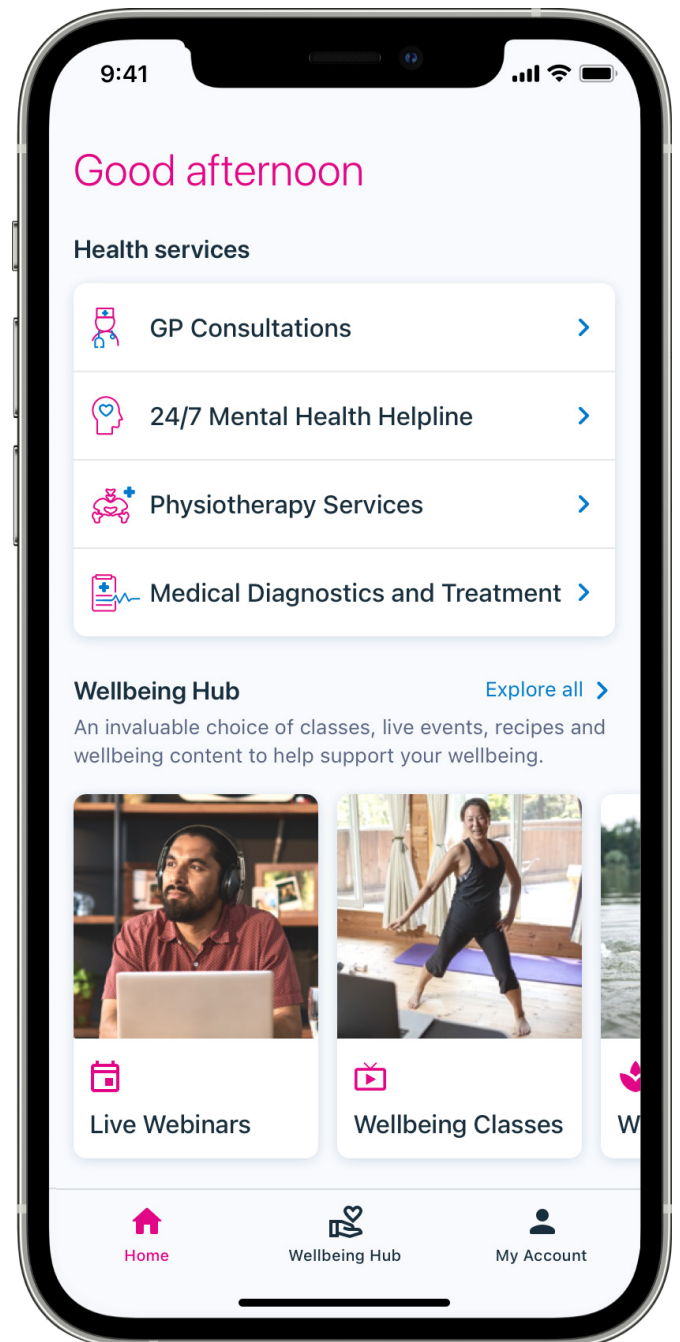 9:41
Good afternoon
Health services
GP Consultations
24/7 Mental Health Helpline
Physiotherapy Services
Medical Diagnostics and Treatment
Wellbeing Hub
Explore all
An invaluable choice of classes, live events, recipes and
wellbeing content to help support your wellbeing.
Live Webinars
Wellbeing Classes
W
Home
Wellbeing Hub
My Account